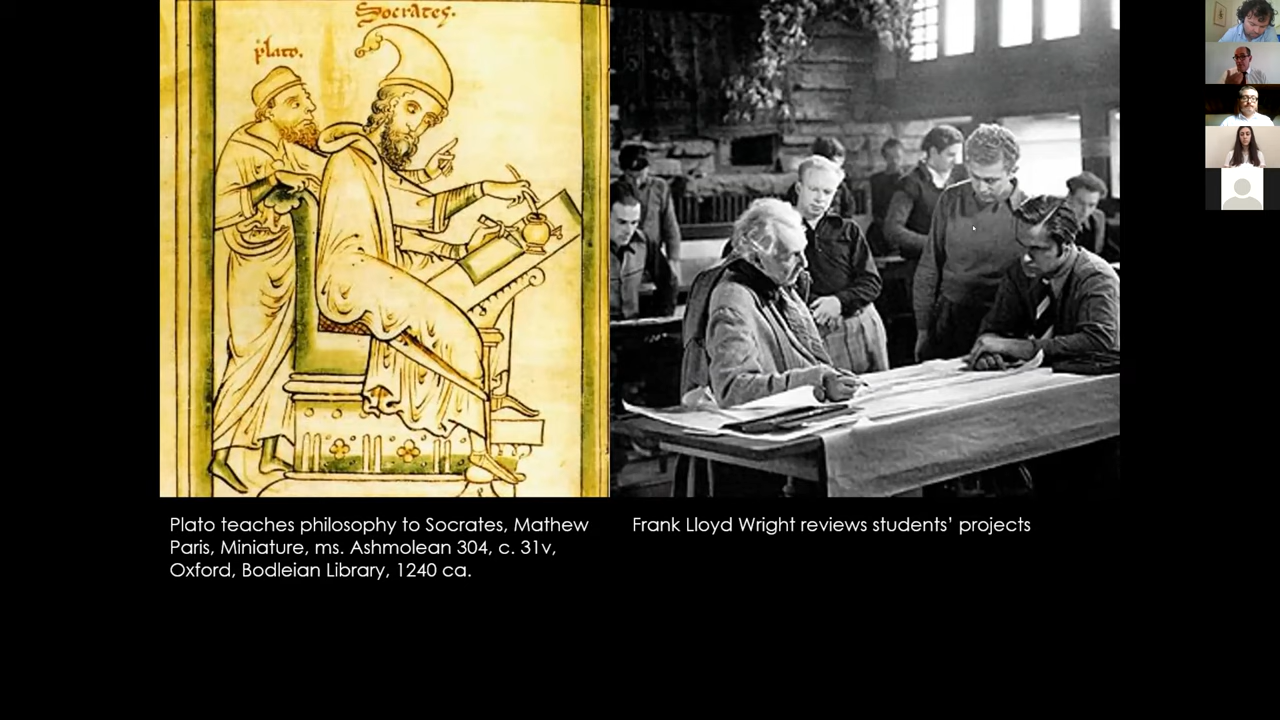 Socrates.
plato.
Plato teaches philosophy to Socrates, Mathew
Paris, Miniature, ms. Ashmolean 304, c. 31v,
Oxford, Bodleian Library, 1240 ca.
Frank Lloyd Wright reviews students’ projects